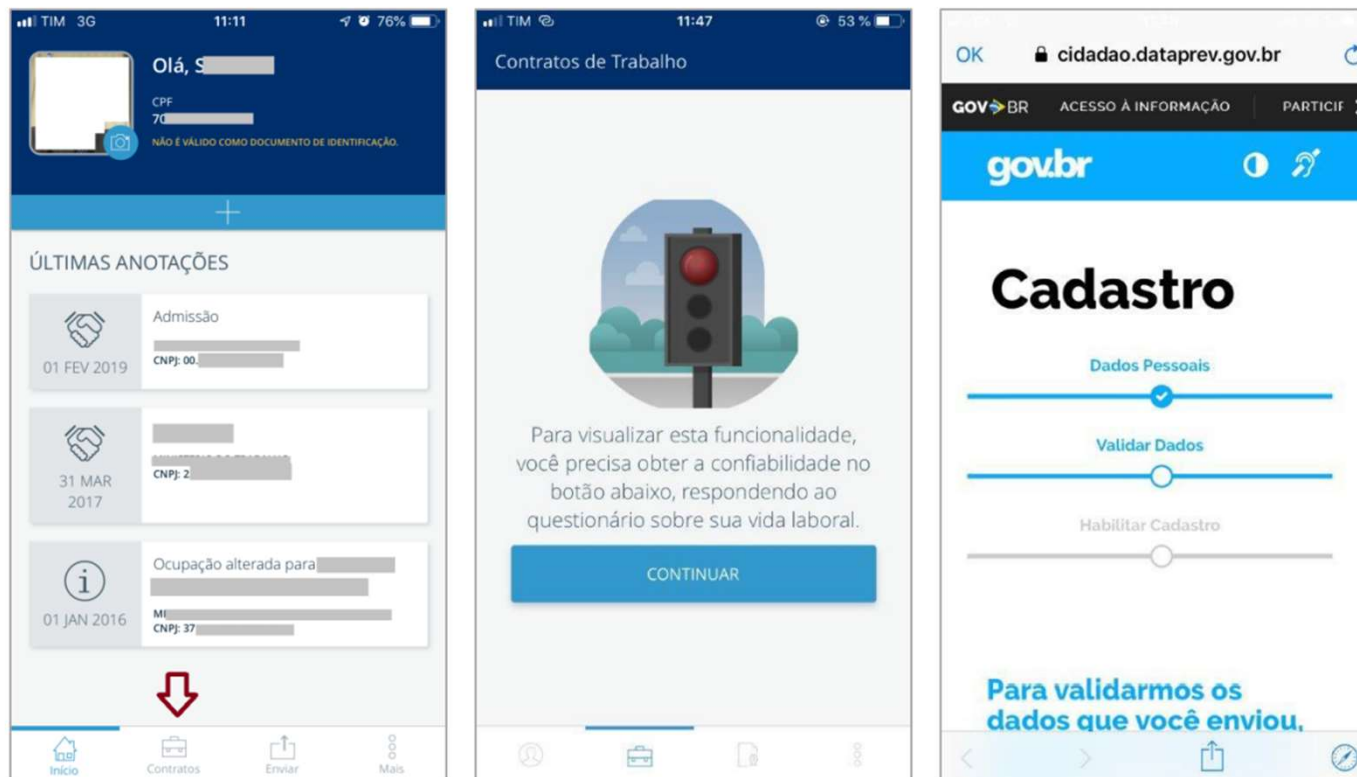 TIM 3G 11:11 76%
Olá, S
CPF
70
NÃO É VÁLIDO COMO DOCUMENTO DE IDENTIFICAÇÃO.
ÚLTIMAS ANOTAÇÕES
Admissão
CNPJ: 00.
01 FEV 2019
CNPJ: 2
31 MAR
2017
Ocupação alterada para
MI
CNPJ: 37
01 JAN 2016
Início
Contratos
Enviar
Mais
TIM 11:47 53 %
Contratos de Trabalho
Para visualizar esta funcionalidade,
você precisa obter a confiabilidade no
botão abaixo, respondendo ao
questionário sobre sua vida laboral.
CONTINUAR
OK cidadao.dataprev.gov.br
GOV BR ACESSO À INFORMAÇÃO PARTICIP
gov.br
Cadastro
Dados Pessoais
Validar Dados
Habilitar Cadastro
Para validarmos os
dados que você enviou,